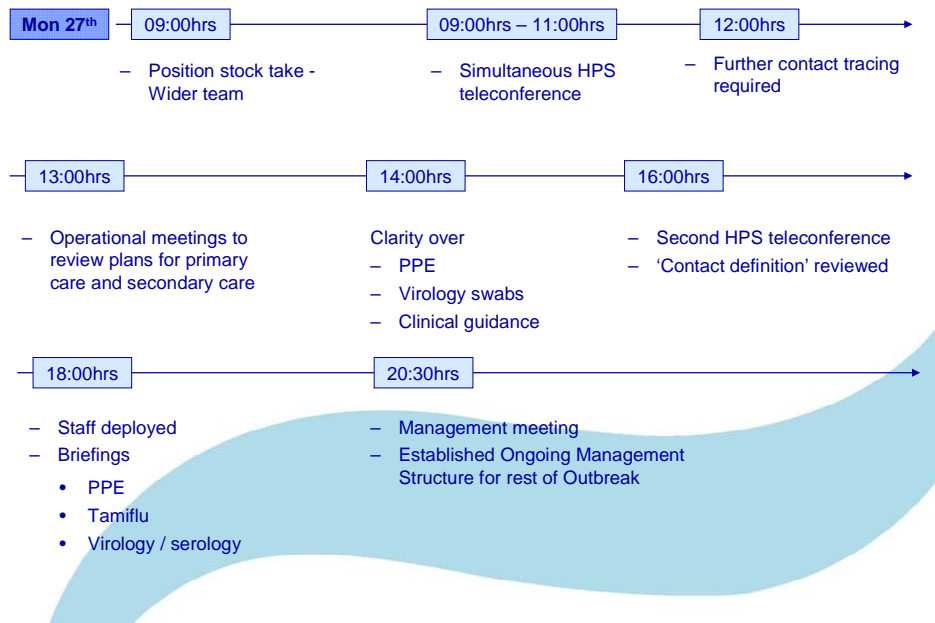 Mon 27th
09:00hrs
09:00hrs – 11:00hrs
12:00hrs
– Position stock take -
Wider team
– Simultaneous HPS
teleconference
– Further contact tracing
required
13:00hrs
14:00hrs
16:00hrs
– Operational meetings to
review plans for primary
care and secondary care
Clarity over
– PPE
– Virology swabs
– Clinical guidance
– Second HPS teleconference
– ‘Contact definition’ reviewed
18:00hrs
20:30hrs
– Staff deployed
– Briefings
• PPE
• Tamiflu
• Virology / serology
– Management meeting
– Established Ongoing Management
Structure for rest of Outbreak